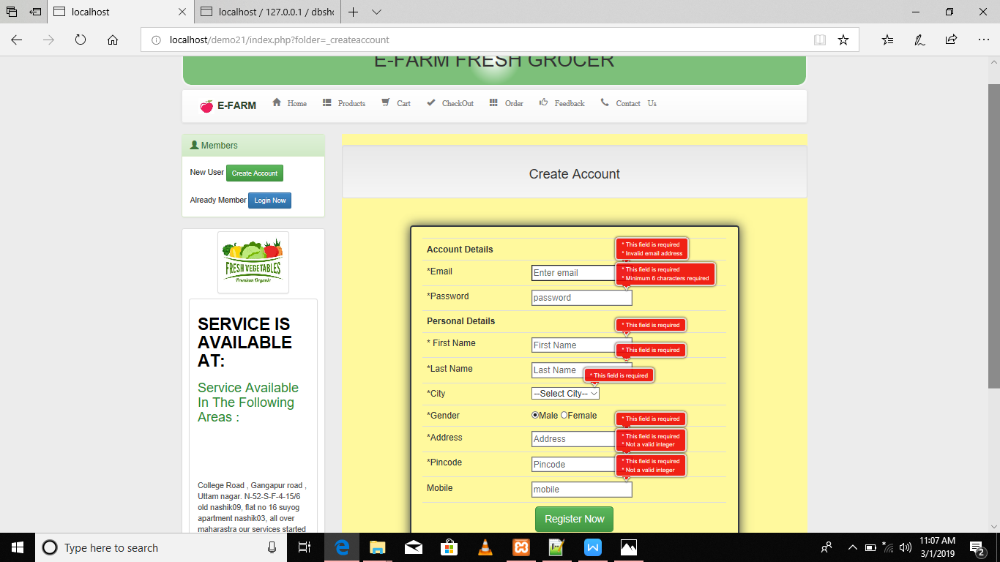 localhost
localhost / 127.0.0.1 / dbsho
localhost/demo21/index.php?folder=_createaccount
E-FARM FRESH GROCER
E-FARM Home Products Cart CheckOut Order Feedback Contact Us
Members
New User Create Account
Already Member Login Now
FRESH VEGETABLES
Premium Organic
SERVICE IS
AVAILABLE
AT:
Service Available
In The Following
Areas :
College Road , Gangapur road ,
Uttam nagar. N-52-S-F-4-15/6
old nashik09, flat no 16 suyog
apartment nashik03, all over
maharastra our services started
Create Account
Account Details
* This field is required
* Invalid email address
*Email Enter email
* This field is required
* Minimum 6 characters required
*Password password
Personal Details
* This field is required
* First Name First Name
* This field is required
*Last Name Last Name
* This field is required
*City --Select City--
*Gender Male Female
* This field is required
*Address Address
* This field is required
* Not a valid integer
*Pincode Pincode
* This field is required
* Not a valid integer
Mobile mobile
Register Now
Type here to search
11:07 AM
3/1/2019
2